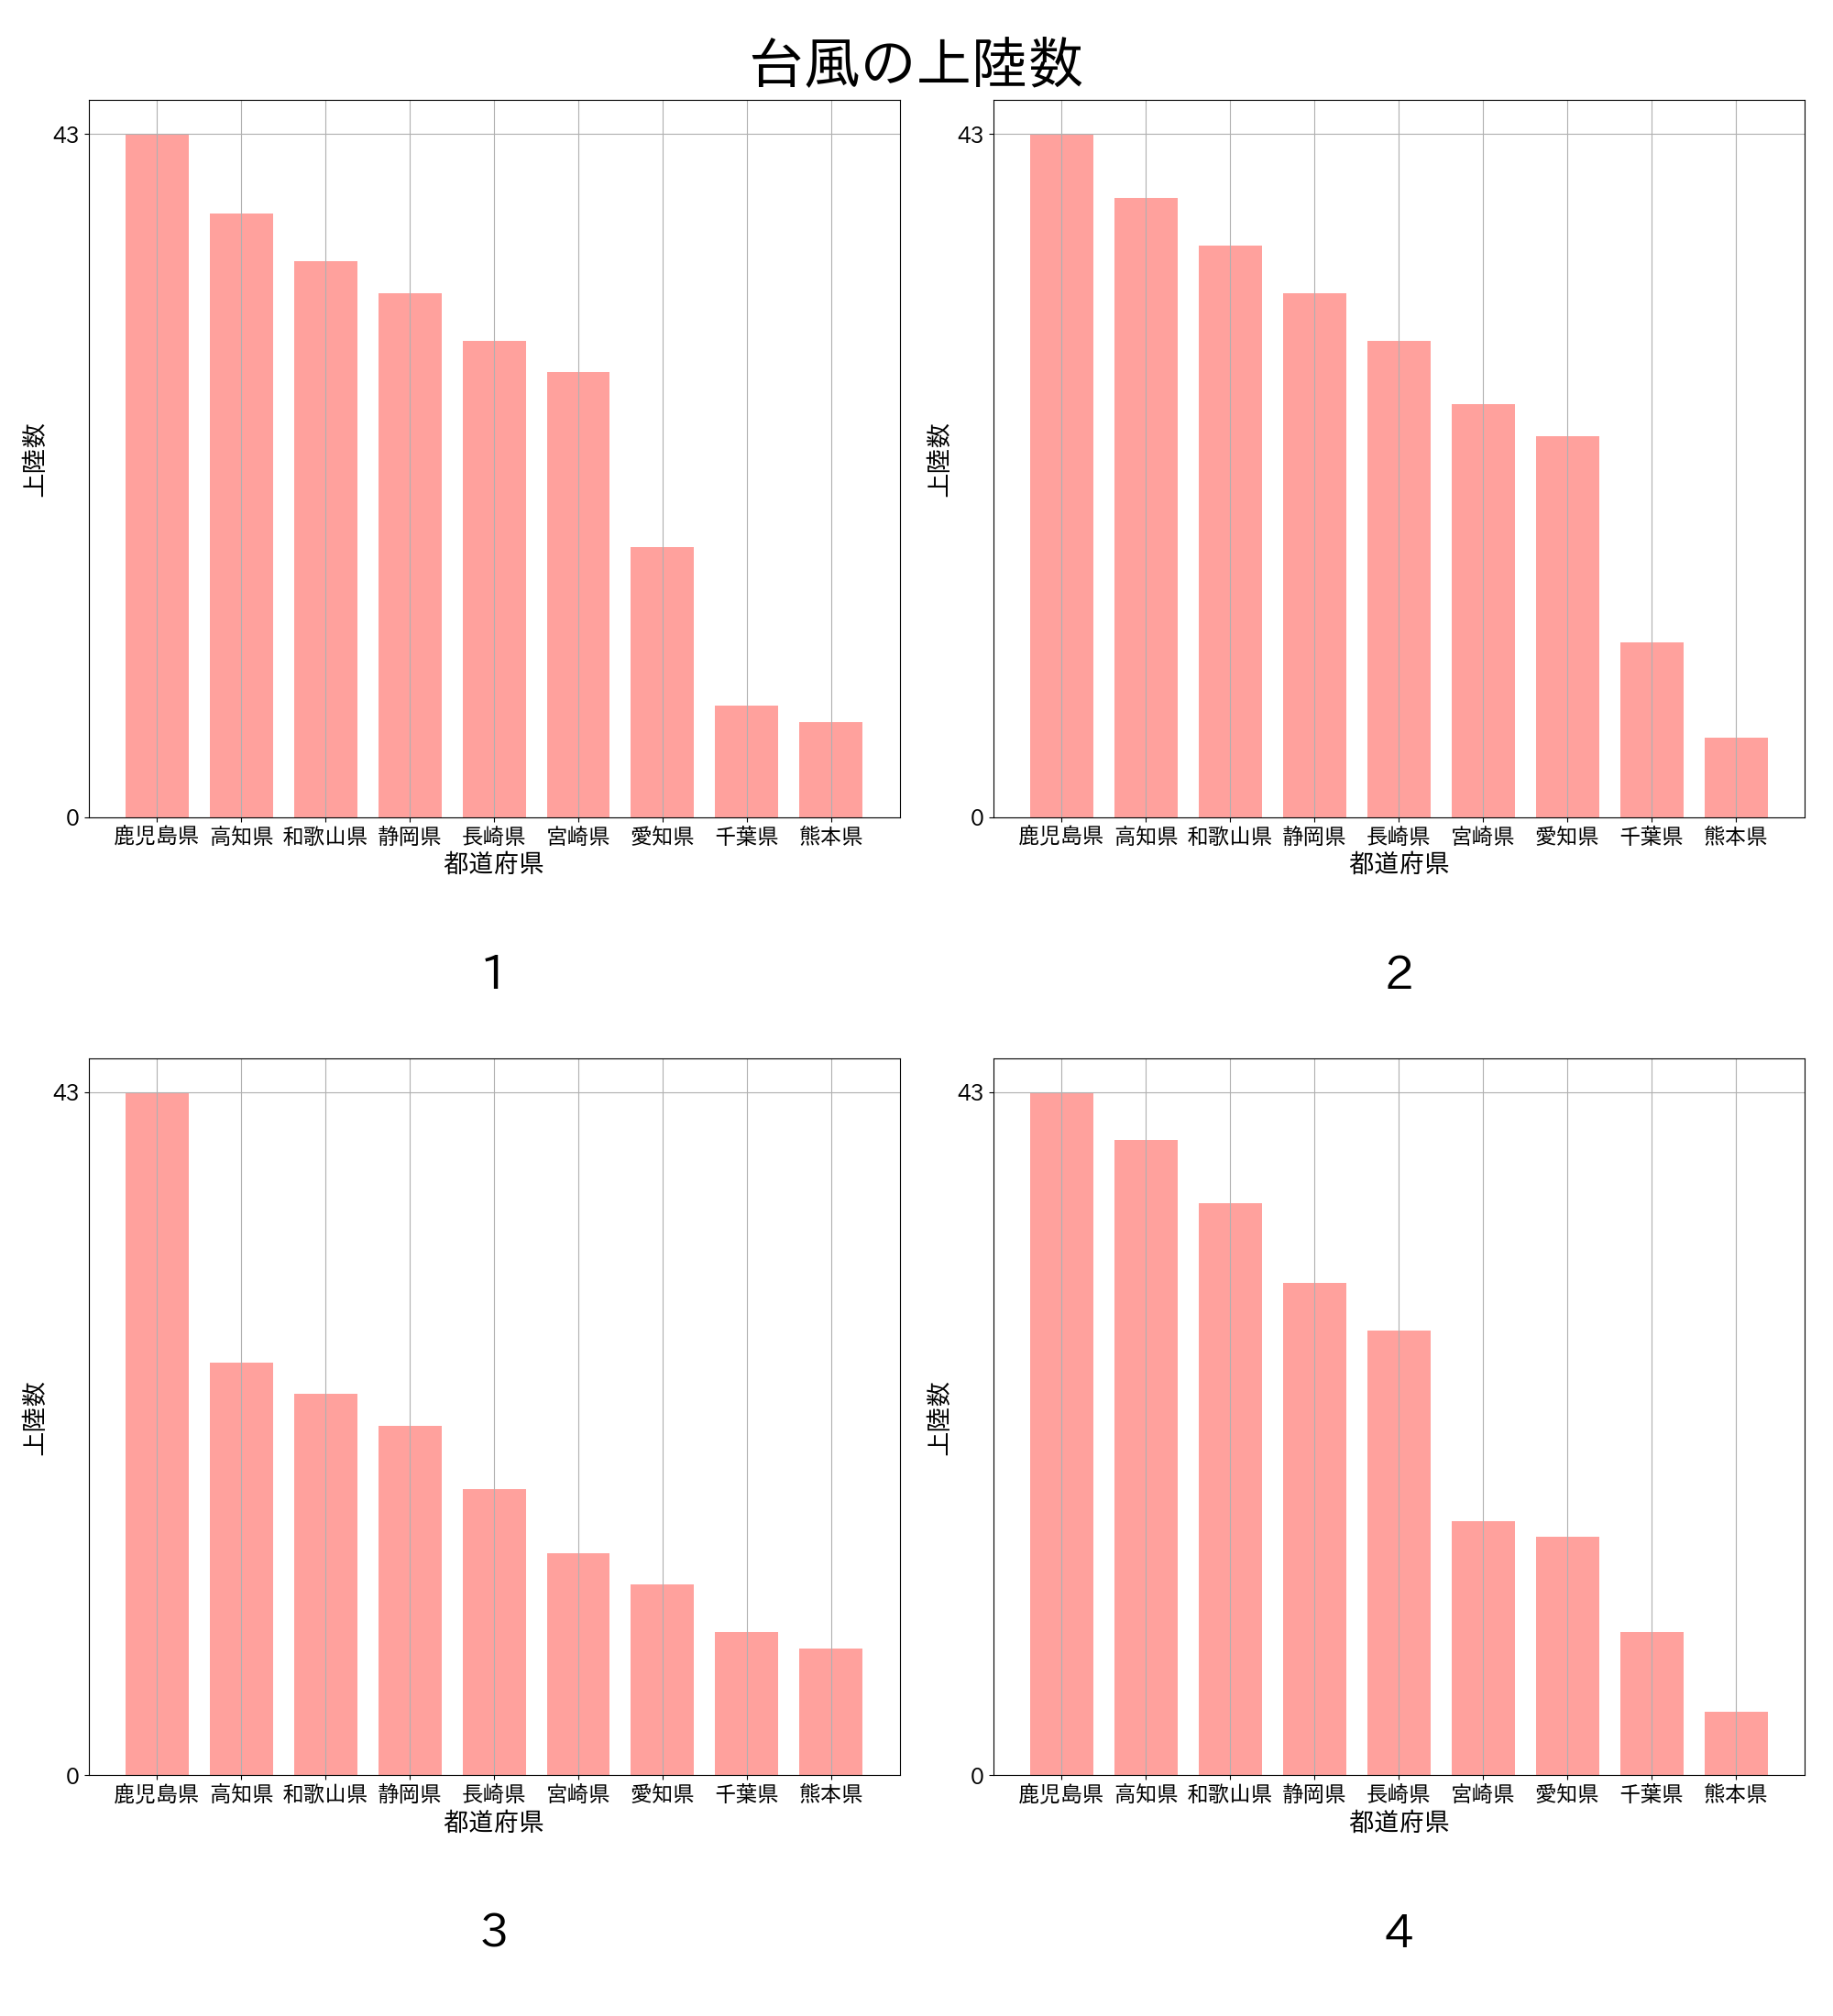 台風の上陸数
43
0
上陸数
鹿児島県 高知県 和歌山県 静岡県 長崎県 宮崎県 愛知県 千葉県 熊本県
都道府県
1
43
0
上陸数
鹿児島県 高知県 和歌山県 静岡県 長崎県 宮崎県 愛知県 千葉県 熊本県
都道府県
2
43
0
上陸数
鹿児島県 高知県 和歌山県 静岡県 長崎県 宮崎県 愛知県 千葉県 熊本県
都道府県
3
43
0
上陸数
鹿児島県 高知県 和歌山県 静岡県 長崎県 宮崎県 愛知県 千葉県 熊本県
都道府県
4